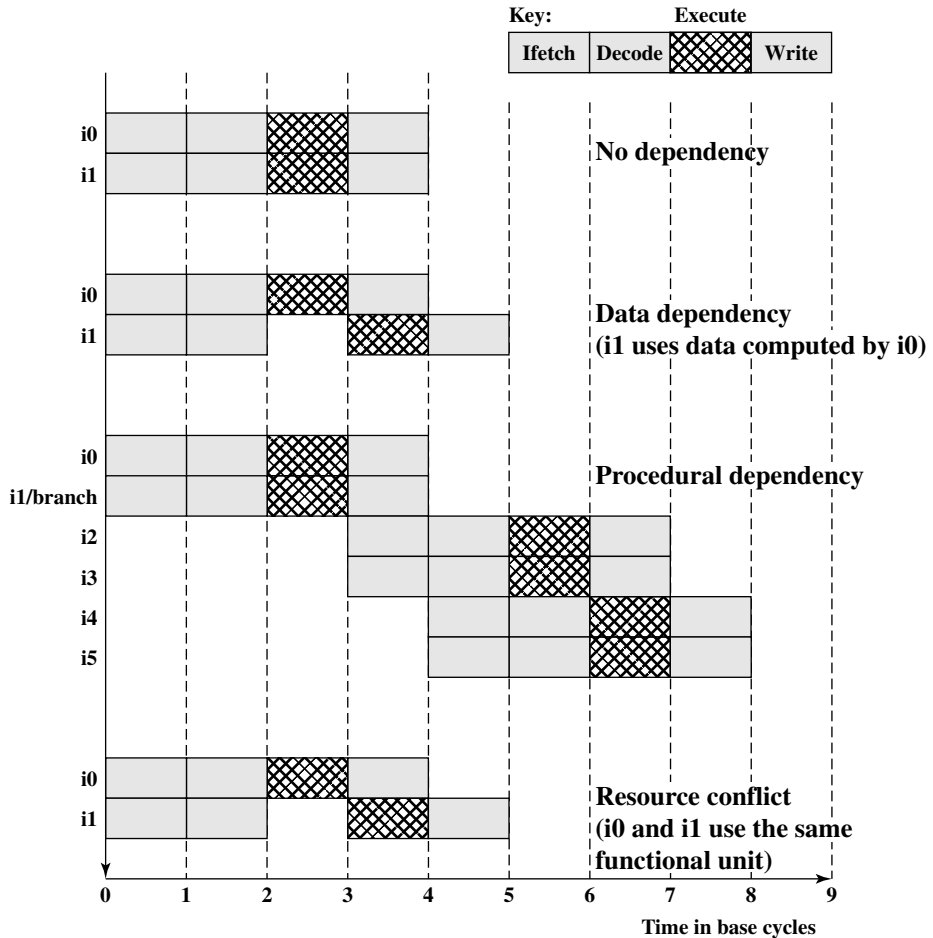 Key: Execute
Ifetch Decode Write
i0
i1
No dependency
i0
i1
Data dependency
(i1 uses data computed by i0)
i0
i1/branch
Procedural dependency
i2
i3
i4
i5
i0
i1
Resource conflict
(i0 and i1 use the same
functional unit)
0 1 2 3 4 5 6 7 8 9
Time in base cycles